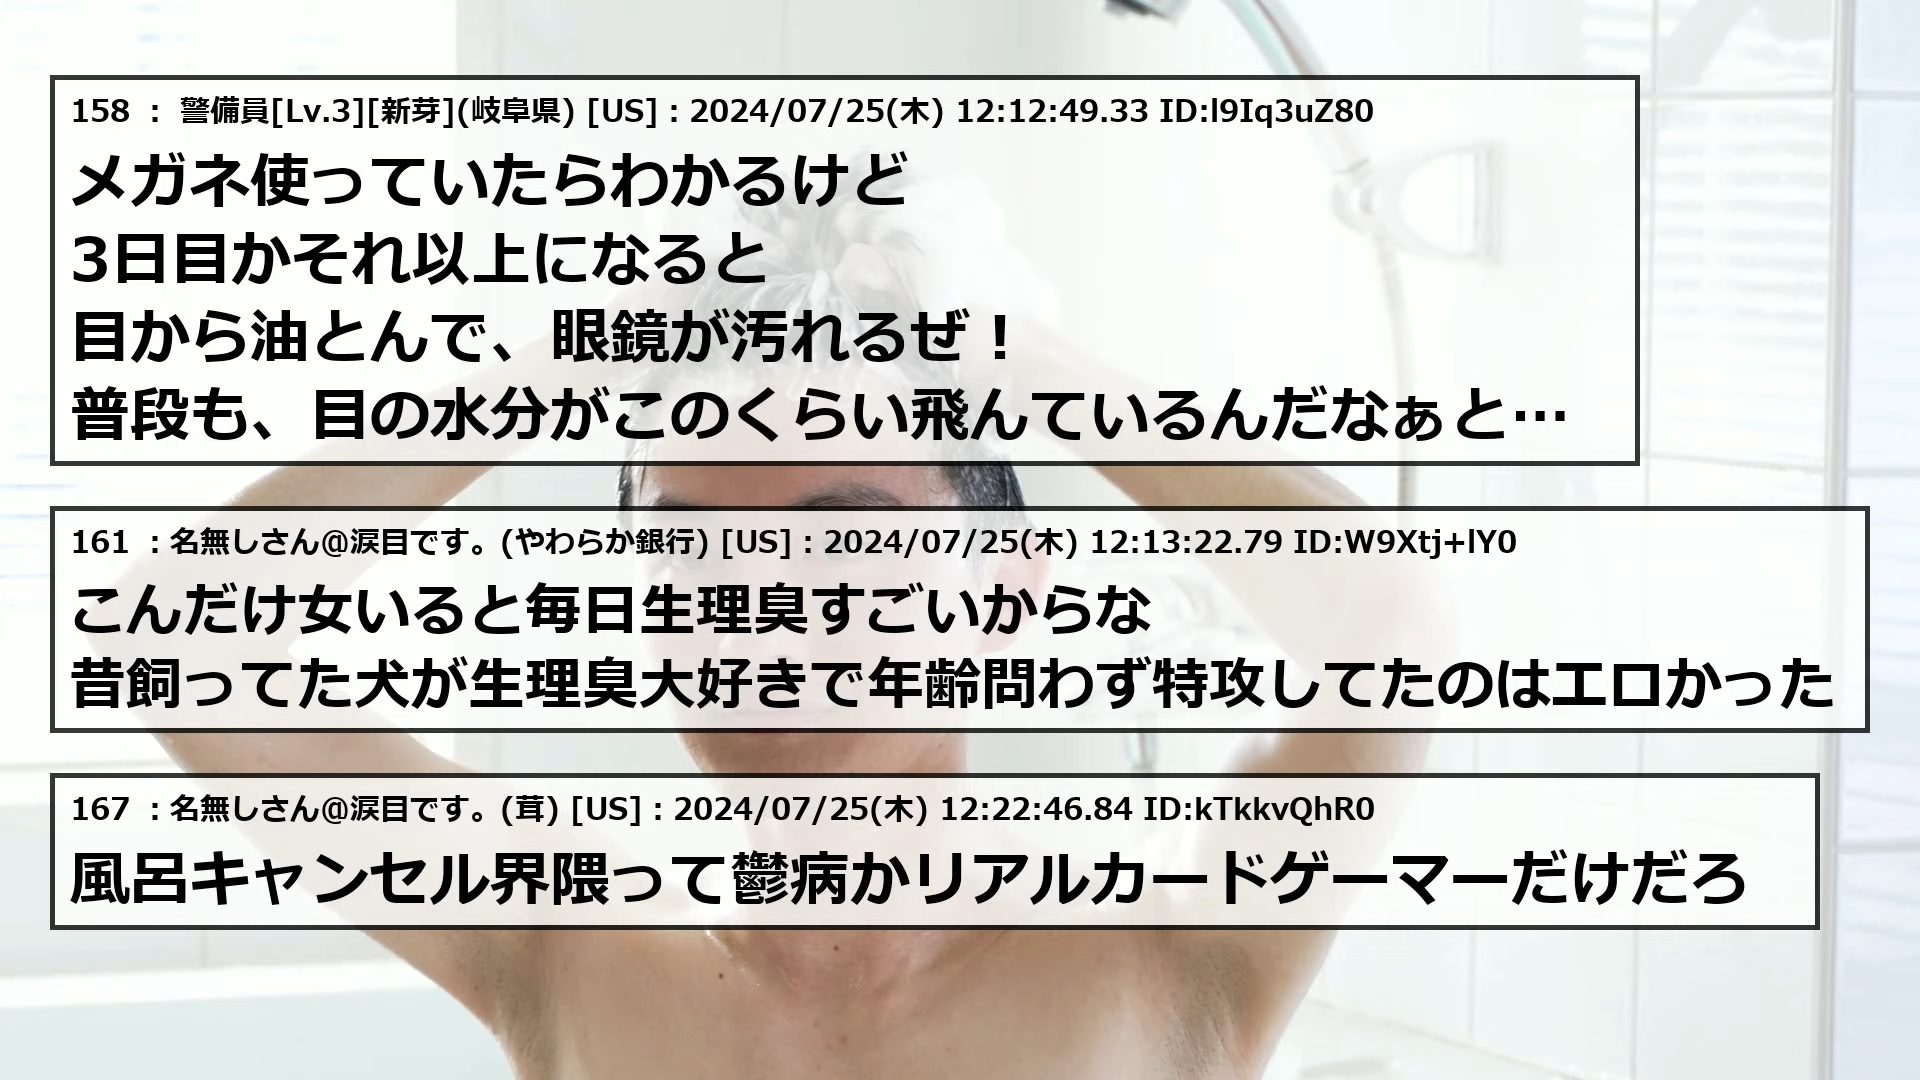 158 ： 警備員[Lv.3][新芽](岐阜県) [US]：2024/07/25(木) 12:12:49.33 ID:l9Iq3uZ80
メガネ使っていたらわかるけど
3日目かそれ以上になると
目から油とんで、眼鏡が汚れるぜ！
普段も、目の水分がこのくらい飛んでいるんだなぁと…
161 ：名無しさん@涙目です。(やわらか銀行) [US]：2024/07/25(木) 12:13:22.79 ID:W9Xtj+lY0
こんだけ女いると毎日生理臭すごいからな
昔飼ってた犬が生理臭大好きで年齢問わず特攻してたのはエロかった
167 ：名無しさん@涙目です。(茸) [US]：2024/07/25(木) 12:22:46.84 ID:kTkkvQhR0
風呂キャンセル界隈って鬱病かリアルカードゲーマーだけだろ